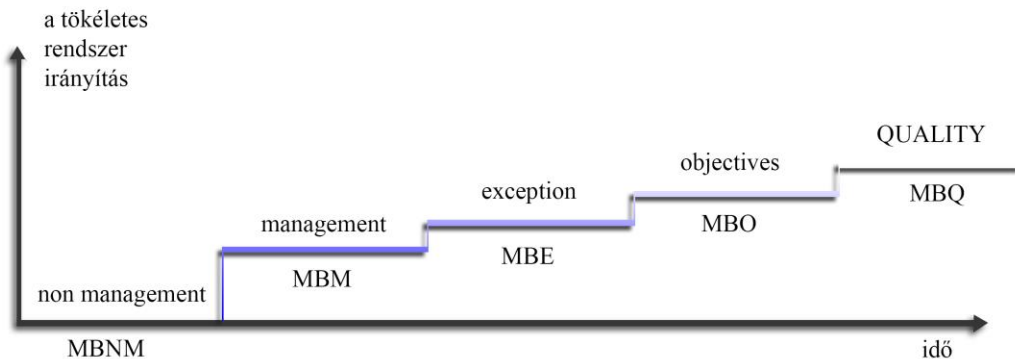 a tökéletes
rendszer
irányítás
QUALITY
objectives
MBQ
exception
MBO
management
MBE
MBM
non management
MBNM
idő